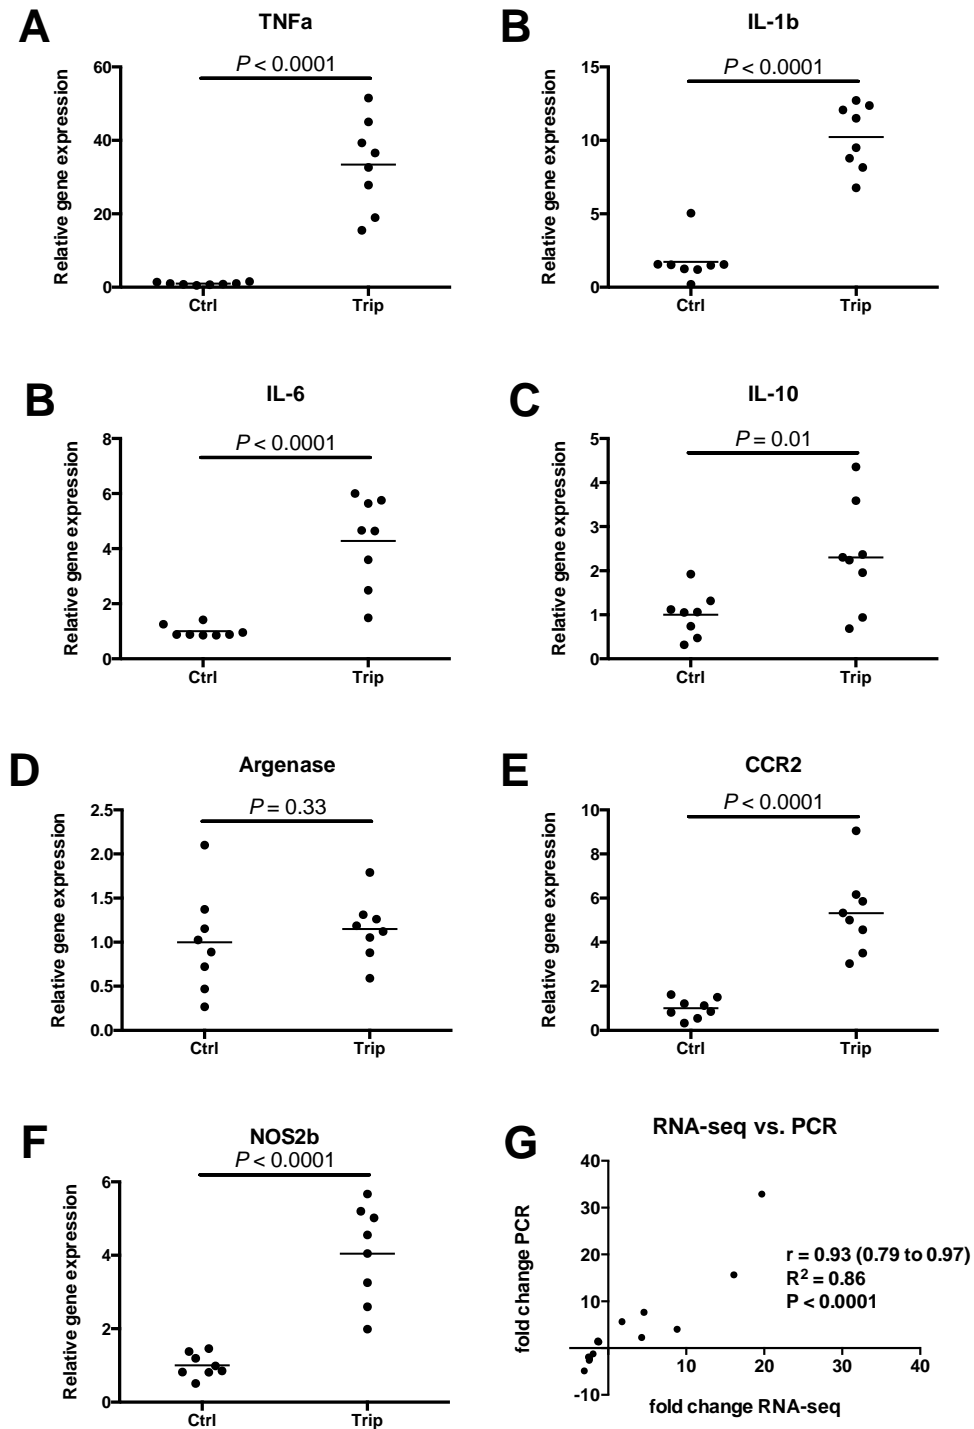 A
TNFa
P < 0.0001
Relative gene expression
60
40
20
0
Ctrl
Trip
B
IL-1b
P < 0.0001
Relative gene expression
15
10
5
0
Ctrl
Trip
B
IL-6
P < 0.0001
Relative gene expression
8
6
4
2
0
Ctrl
Trip
C
IL-10
P = 0.01
Relative gene expression
5
4
3
2
1
0
Ctrl
Trip
D
Argenase
P = 0.33
Relative gene expression
2.5
2.0
1.5
1.0
0.5
0.0
Ctrl
Trip
E
CCR2
P < 0.0001
Relative gene expression
10
8
6
4
2
0
Ctrl
Trip
F
NOS2b
P < 0.0001
Relative gene expression
6
4
2
0
Ctrl
Trip
G
RNA-seq vs. PCR
fold change PCR
40
30
20
10
-10
10
20
30
40
r = 0.93 (0.79 to 0.97)
R² = 0.86
P < 0.0001
fold change RNA-seq